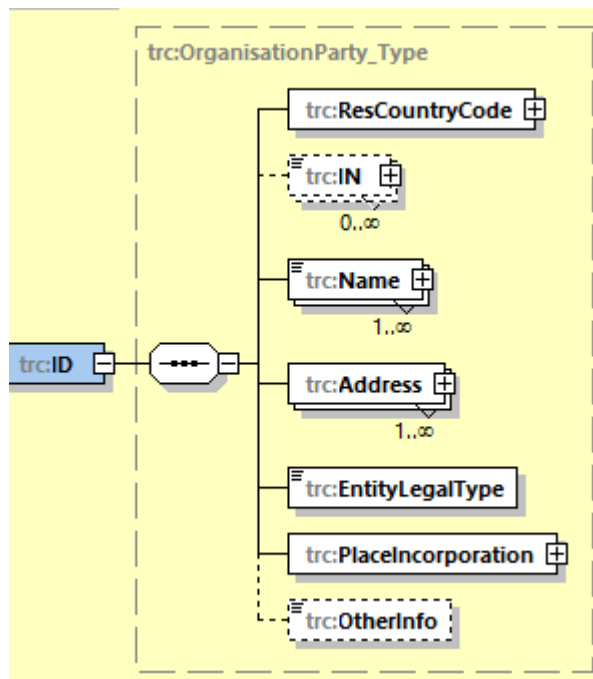 trc:OrganisationParty_Type
trc:ResCountryCode
trc:IN
0..∞
trc:Name
1..∞
trc:ID
trc:Address
1..∞
trc:EntityLegalType
trc:PlaceIncorporation
trc:OtherInfo